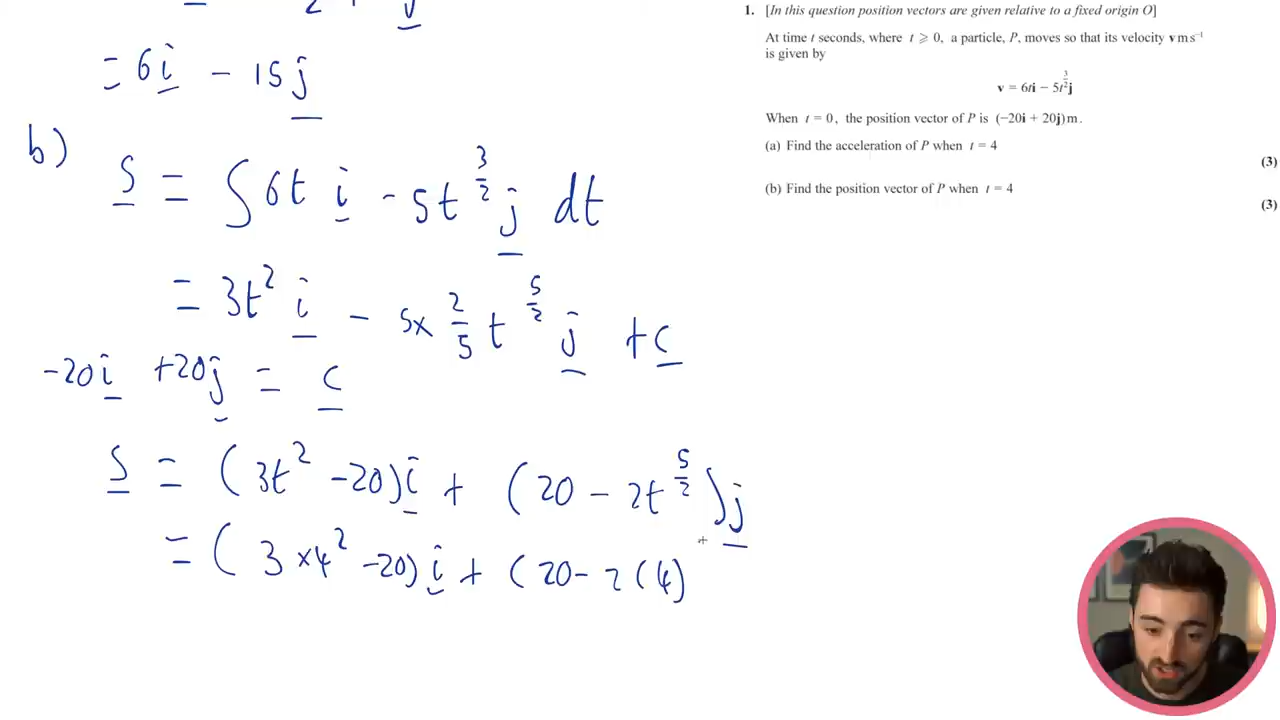 2 v
= 6i - 15j
b)
s = ∫ 6t i - 5t^(3/2) j dt
= 3t² i - 5 × 2/5 t^(5/2) j + c
-20i + 20j = c
s = (3t² - 20)i + (20 - 2t^(5/2))j
= (3 × 4² - 20)i + (20 - 2(4)
1. [In this question position vectors are given relative to a fixed origin O]
At time t seconds, where t ⩾ 0, a particle, P, moves so that its velocity v m s⁻¹
is given by
v = 6ti - 5t^(3/2)j
When t = 0, the position vector of P is (−20i + 20j) m.
(a) Find the acceleration of P when t = 4
(3)
(b) Find the position vector of P when t = 4
(3)